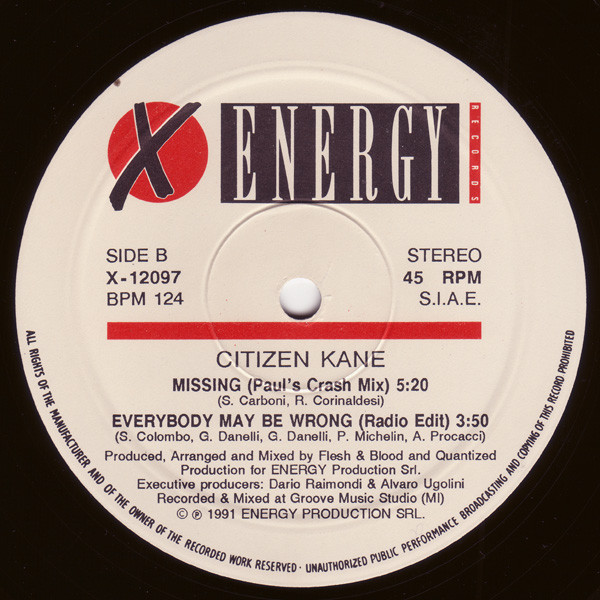 X ENERGY RECORDS
SIDE B
X-12097
BPM 124
STEREO
45 RPM
S.I.A.E.
CITIZEN KANE
MISSING (Paul's Crash Mix) 5:20
(S. Carboni, R. Corinaldesi)
EVERYBODY MAY BE WRONG (Radio Edit) 3:50
(S. Colombo, G. Danelli, G. Danelli, P. Michelin, A. Procacci)
Produced, Arranged and Mixed by Flesh & Blood and Quantized
Production for ENERGY Production Srl.
Executive producers: Dario Raimondi & Alvaro Ugolini
Recorded & Mixed at Groove Music Studio (MI)
© ℗ 1991 ENERGY PRODUCTION SRL.
ALL RIGHTS OF THE MANUFACTURER AND OF THE OWNER OF THE RECORDED WORK RESERVED · UNAUTHORIZED PUBLIC PERFORMANCE BROADCASTING AND COPYING OF THIS RECORD PROHIBITED